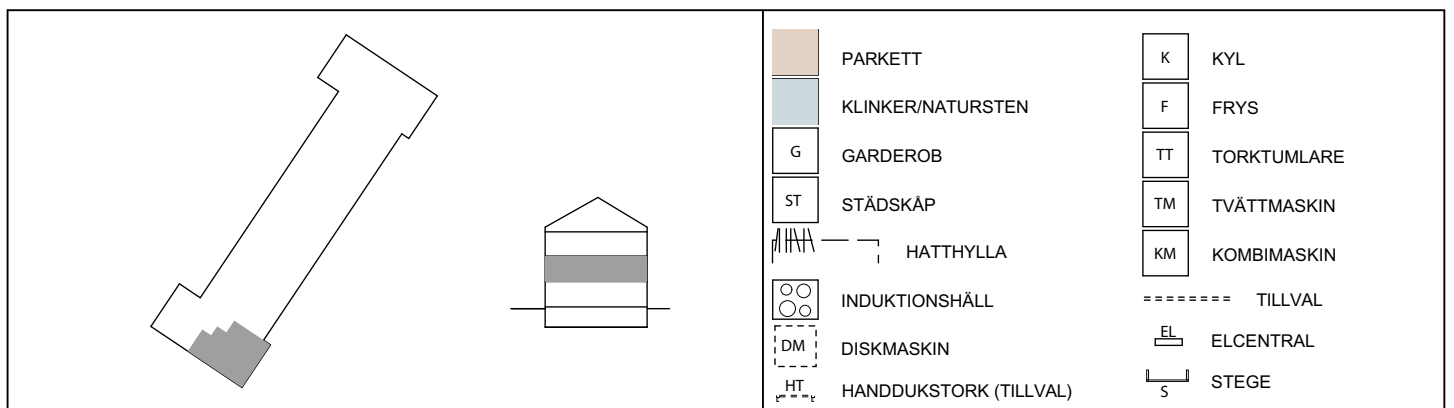 PARKETT
KLINKER/NATURSTEN
G GARDEROB
ST STÄDSKÅP
HATTHYLLA
INDUKTIONSHÄLL
DM DISKMASKIN
HT HANDDUKSTORK (TILLVAL)
K KYL
F FRYS
TT TORKTUMLARE
TM TVÄTTMASKIN
KM KOMBIMASKIN
TILLVAL
EL ELCENTRAL
S STEGE